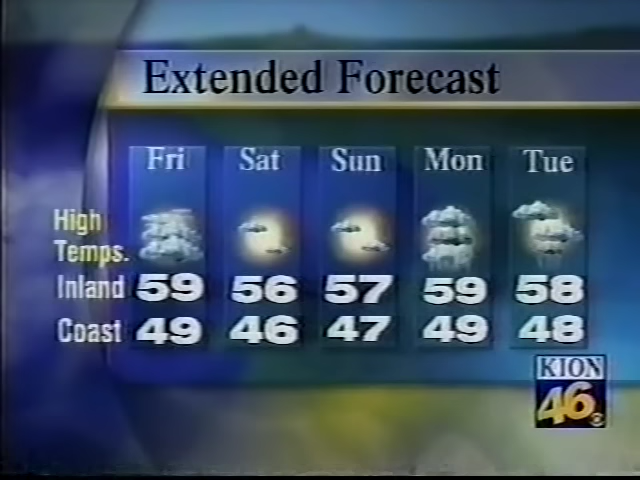 Extended Forecast
Fri Sat Sun Mon Tue
High
Temps.
Inland 59 56 57 59 58
Coast 49 46 47 49 48
KION
46